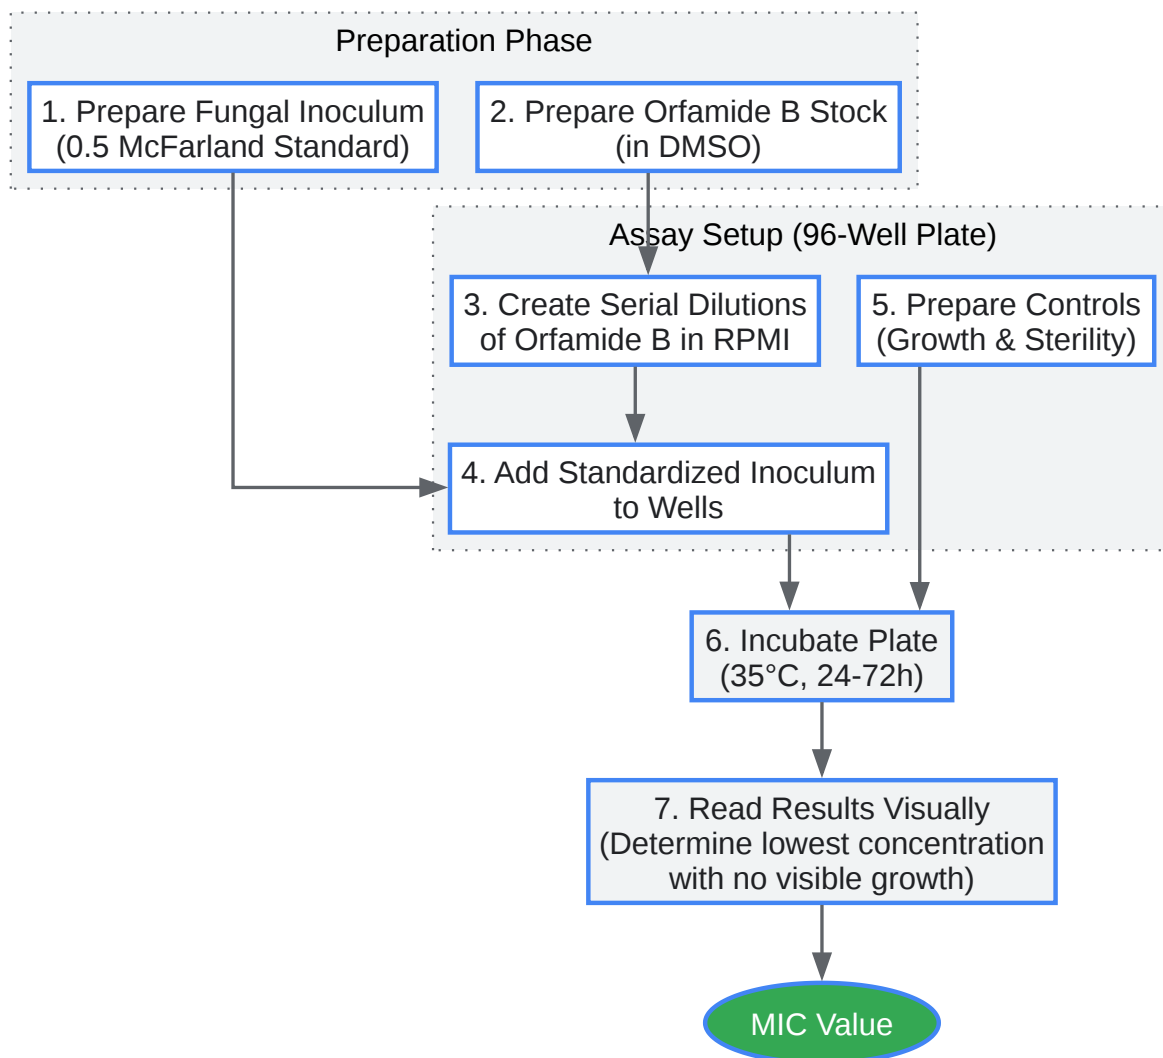 Preparation Phase
1. Prepare Fungal Inoculum
(0.5 McFarland Standard)
2. Prepare Orfamide B Stock
(in DMSO)
Assay Setup (96-Well Plate)
3. Create Serial Dilutions
of Orfamide B in RPMI
5. Prepare Controls
(Growth & Sterility)
4. Add Standardized Inoculum
to Wells
6. Incubate Plate
(35°C, 24-72h)
7. Read Results Visually
(Determine lowest concentration
with no visible growth)
MIC Value